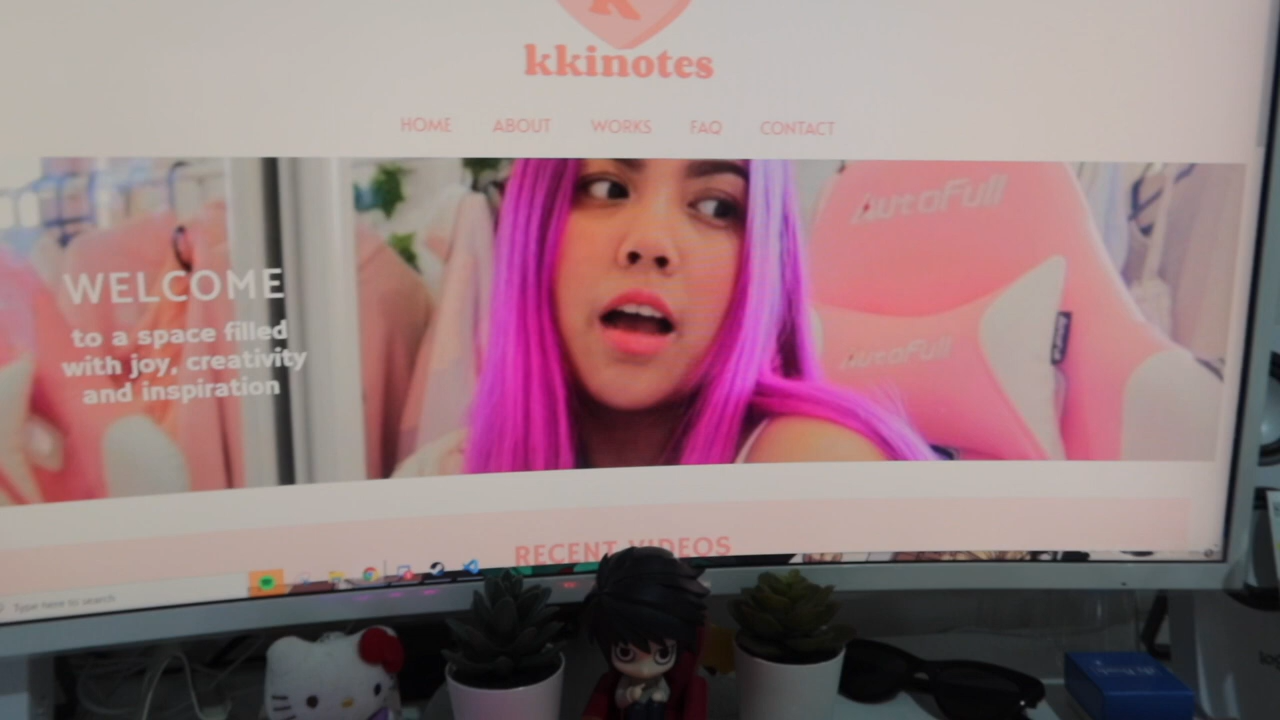 K
kkinotes
HOME ABOUT WORKS FAQ CONTACT
AutoFull
WELCOME
to a space filled
with joy, creativity
and inspiration
AutoFull
RECENT VIDEOS
Type here to search